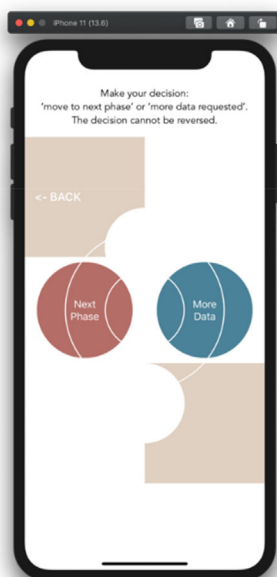 iPhone 11 (13.6)
Make your decision:
‘move to next phase’ or ‘more data requested’.
The decision cannot be reversed.
<- BACK
Next
Phase
More
Data